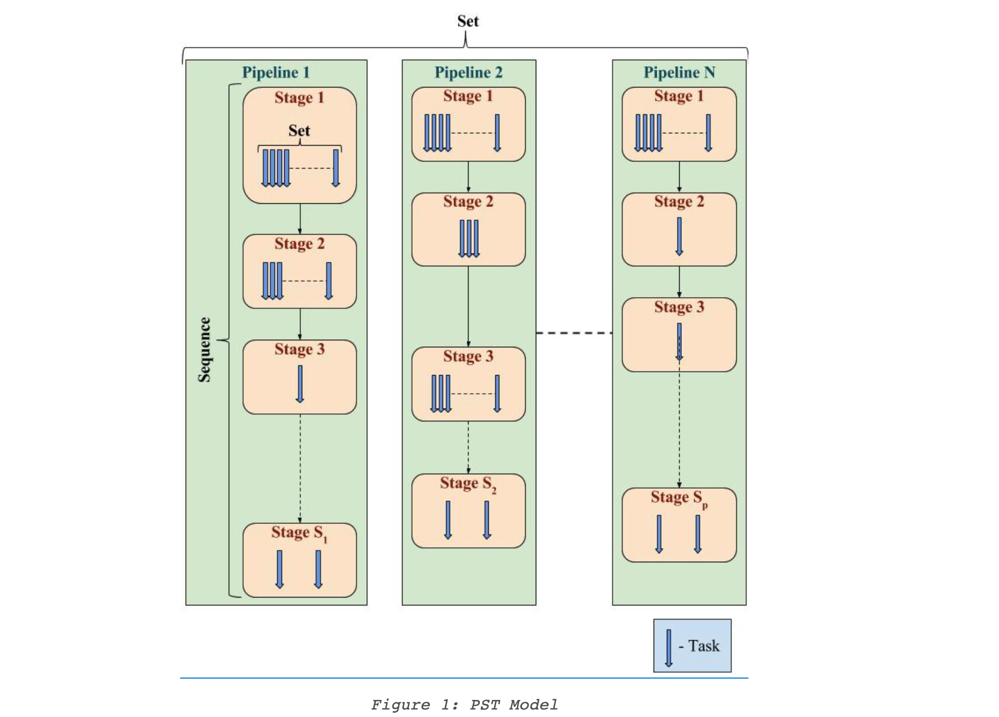 Set
Pipeline 1
Stage 1
Set
Stage 2
Stage 3
Stage S1
Sequence
Pipeline 2
Stage 1
Stage 2
Stage 3
Stage S2
Pipeline N
Stage 1
Stage 2
Stage 3
Stage Sp
- Task
Figure 1: PST Model